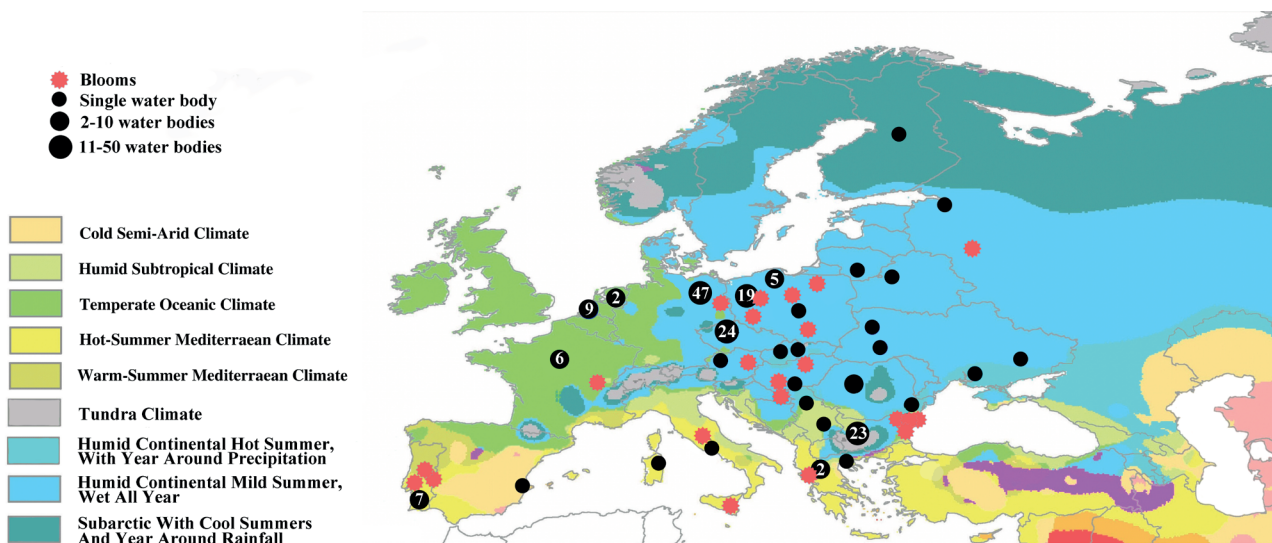 Blooms
Single water body
2-10 water bodies
11-50 water bodies
Cold Semi-Arid Climate
Humid Subtropical Climate
Temperate Oceanic Climate
Hot-Summer Mediterraean Climate
Warm-Summer Mediterraean Climate
Tundra Climate
Humid Continental Hot Summer,
With Year Around Precipitation
Humid Continental Mild Summer,
Wet All Year
Subarctic With Cool Summers
And Year Around Rainfall
5
47
19
2
9
24
6
23
2
7